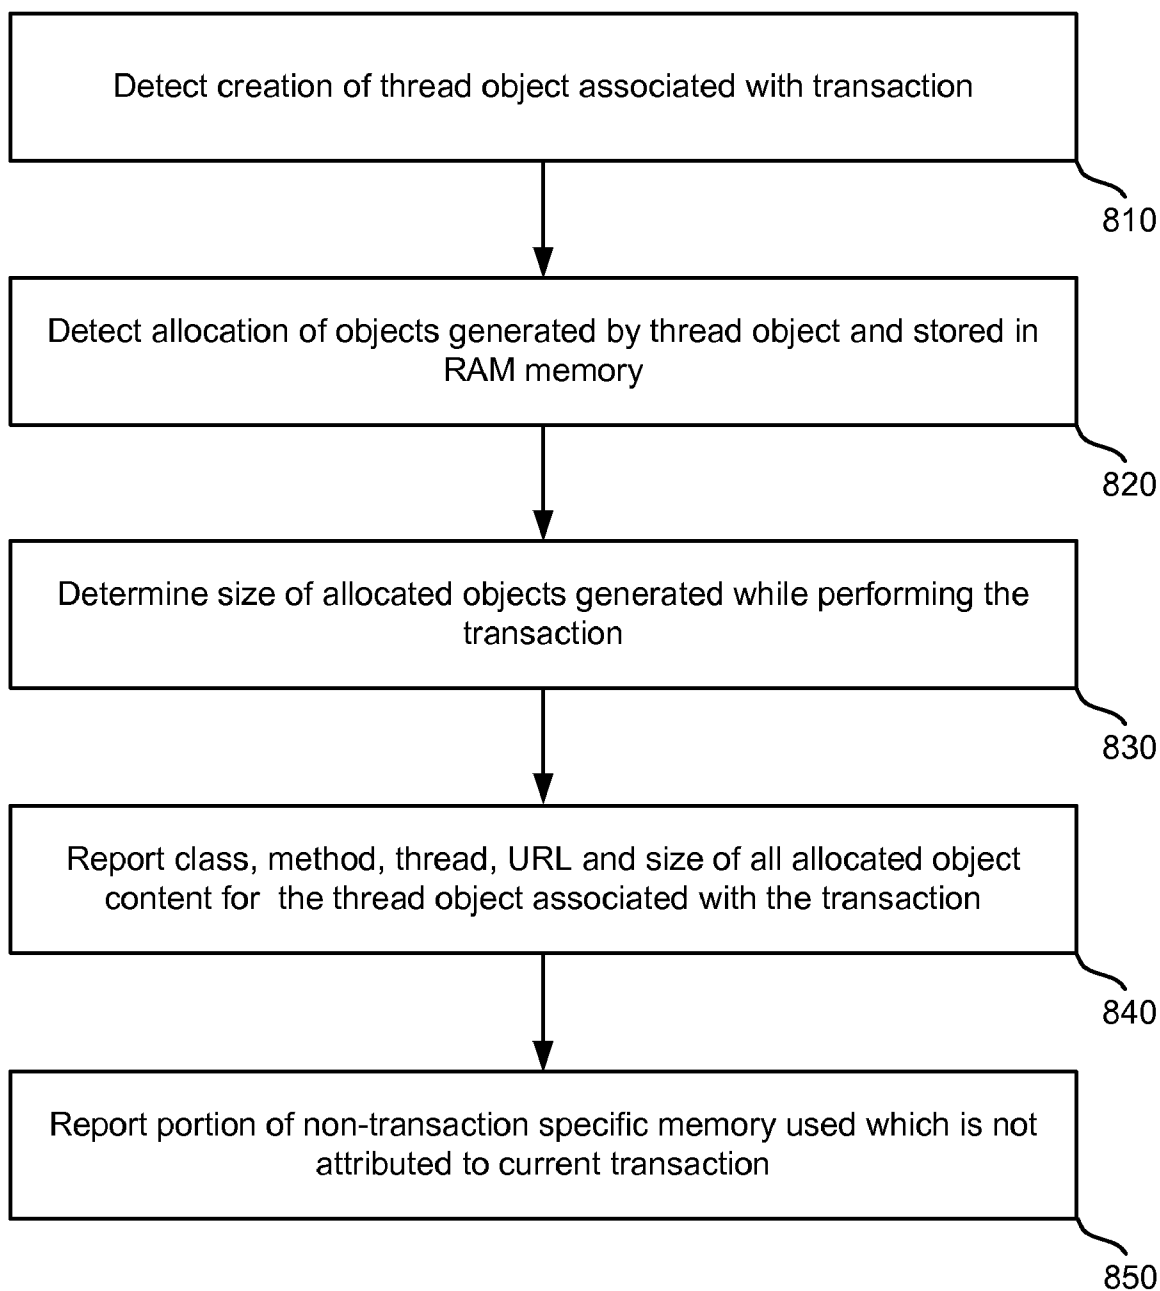 Detect creation of thread object associated with transaction
810
Detect allocation of objects generated by thread object and stored in
RAM memory
820
Determine size of allocated objects generated while performing the
transaction
830
Report class, method, thread, URL and size of all allocated object
content for  the thread object associated with the transaction
840
Report portion of non-transaction specific memory used which is not
attributed to current transaction
850